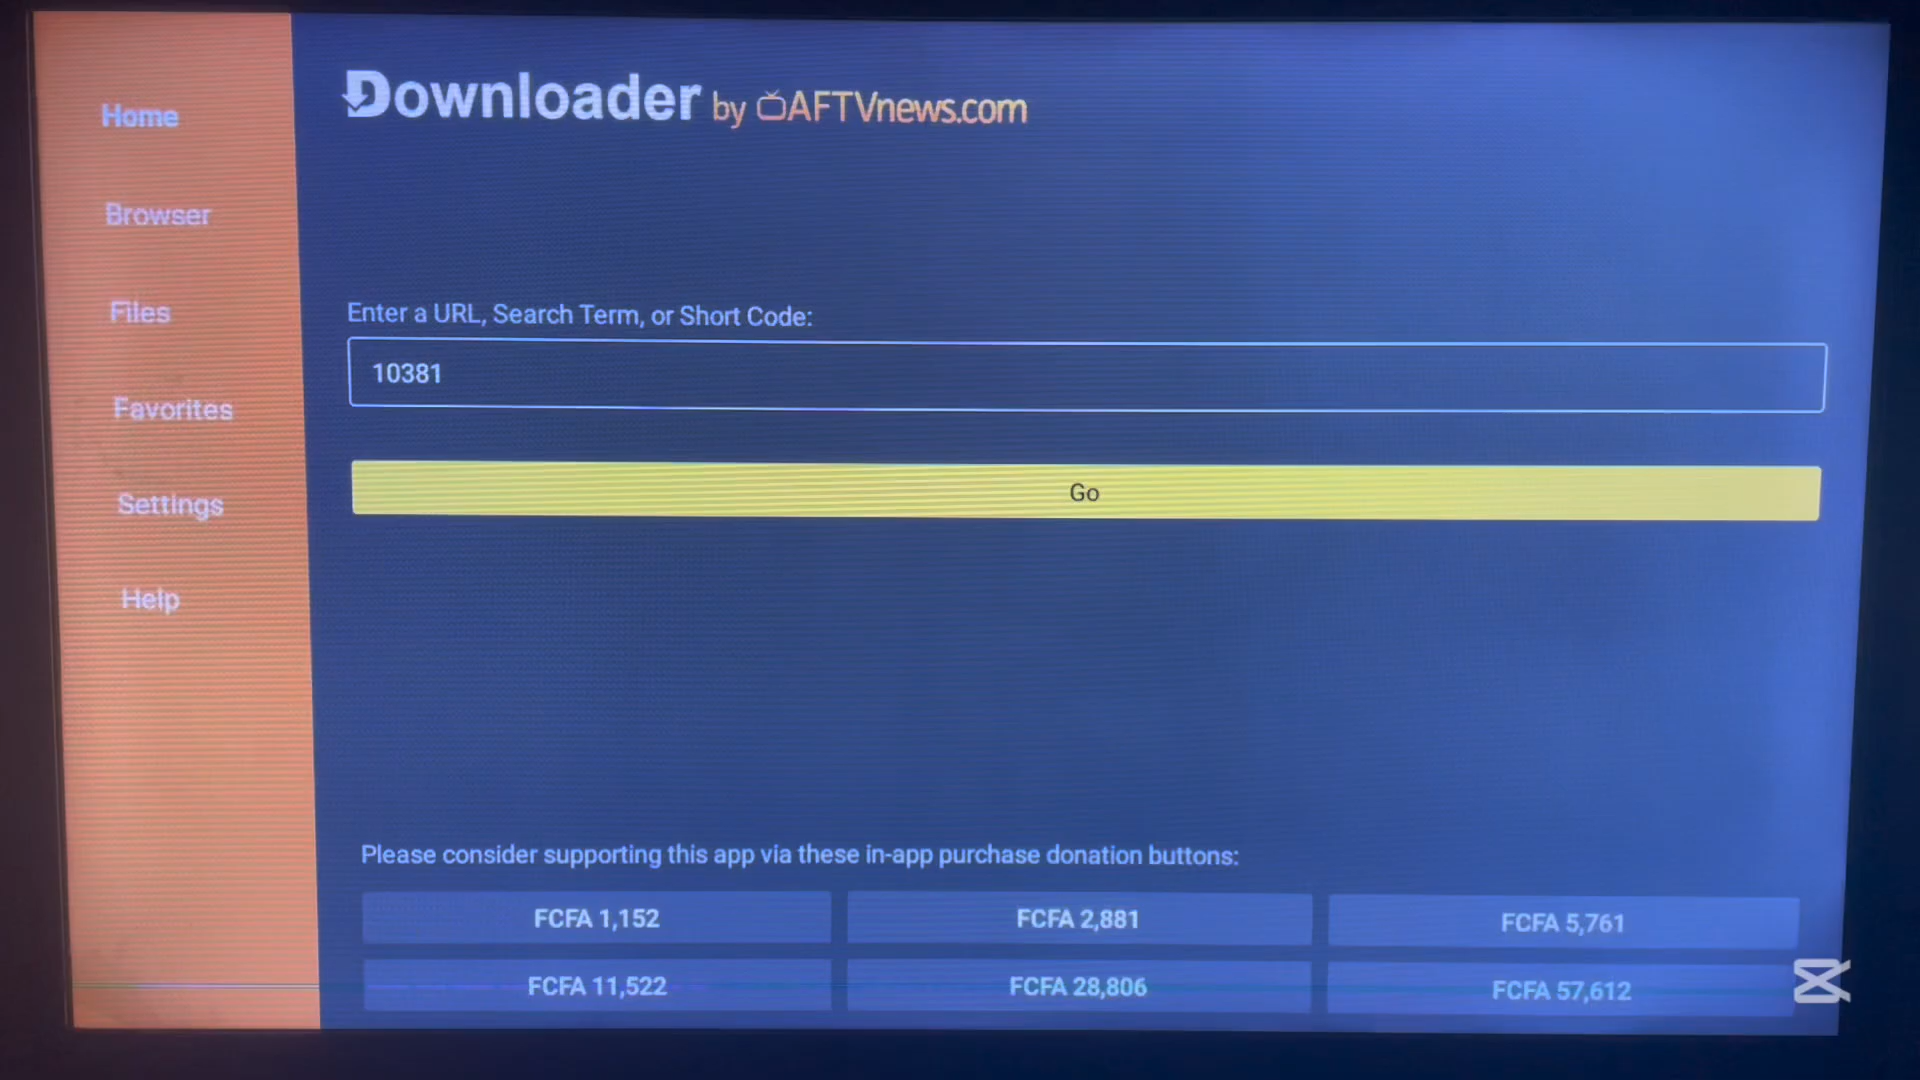 Home
Browser
Files
Favorites
Settings
Help
Downloader by AFTVnews.com
Enter a URL, Search Term, or Short Code:
10381
Go
Please consider supporting this app via these in-app purchase donation buttons:
FCFA 1,152
FCFA 2,881
FCFA 5,761
FCFA 11,522
FCFA 28,806
FCFA 57,612